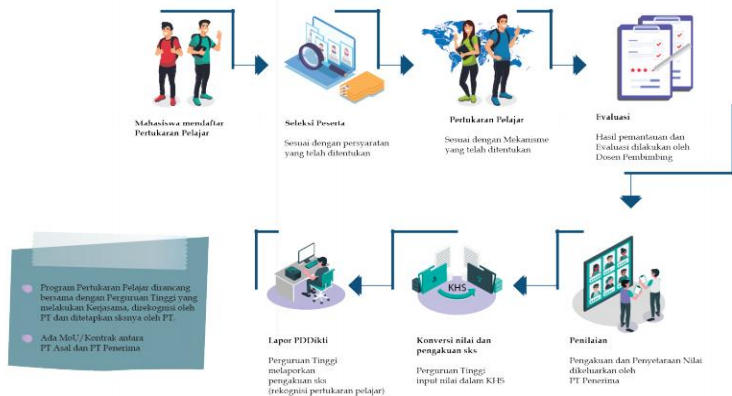 Mahasiswa mendaftar
Pertukaran Pelajar
Seleksi Peserta
Sesuai dengan persyaratan
yang telah ditentukan
Pertukaran Pelajar
Sesuai dengan Mekanisme
yang telah ditentukan
Evaluasi
Hasil pemantauan dan
Evaluasi dilakukan oleh
Dosen Pembimbing
Program Pertukaran Pelajar dirancang
bersama dengan Perguruan Tinggi yang
melakukan Kerjasama, direkognisi oleh
PT dan ditetapkan sksnya oleh PT.
Ada MoU/Kontrak antara
PT Asal dan PT Penerima
Lapor PDDikti
Perguruan Tinggi
melaporkan
pengakuan sks
(rekognisi pertukaran pelajar)
KHS
Konversi nilai dan
pengakuan sks
Perguruan Tinggi
input nilai dalam KHS
Penilaian
Pengakuan dan Penyetaraan Nilai
dikeluarkan oleh
PT Penerima